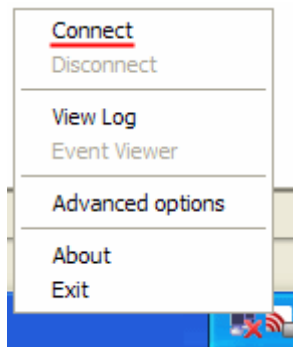 Connect
Disconnect
View Log
Event Viewer
Advanced options
About
Exit